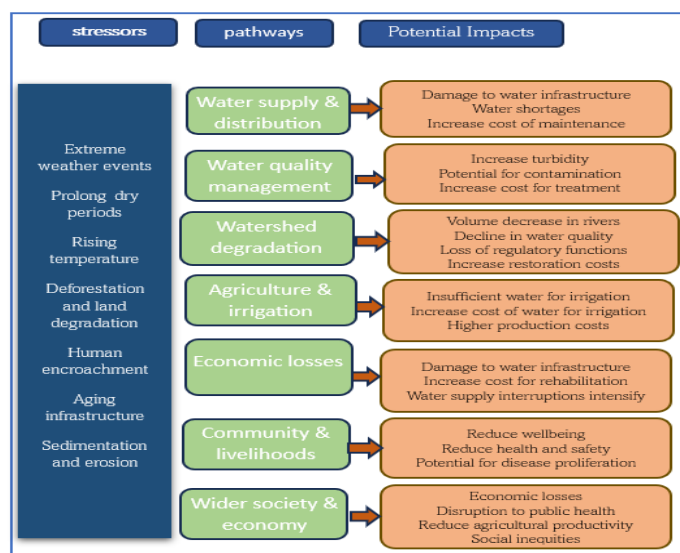 stressors
pathways
Potential Impacts
Extreme
weather events
Prolong dry
periods
Rising
temperature
Deforestation
and land
degradation
Human
encroachment
Aging
infrastructure
Sedimentation
and erosion
Water supply &
distribution
Damage to water infrastructure
Water shortages
Increase cost of maintenance
Water quality
management
Increase turbidity
Potential for contamination
Increase cost for treatment
Watershed
degradation
Volume decrease in rivers
Decline in water quality
Loss of regulatory functions
Increase restoration costs
Agriculture &
irrigation
Insufficient water for irrigation
Increase cost of water for irrigation
Higher production costs
Economic losses
Damage to water infrastructure
Increase cost for rehabilitation
Water supply interruptions intensify
Community &
livelihoods
Reduce wellbeing
Reduce health and safety
Potential for disease proliferation
Wider society &
economy
Economic losses
Disruption to public health
Reduce agricultural productivity
Social inequities